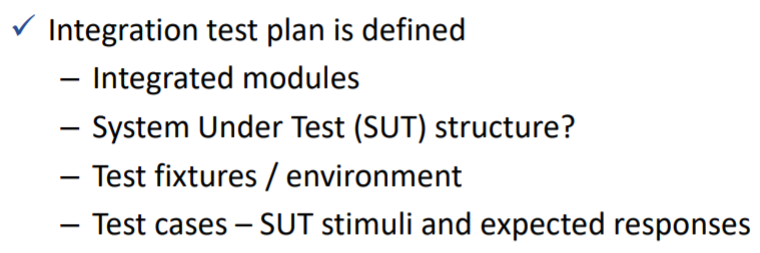 ✓ Integration test plan is defined
– Integrated modules
– System Under Test (SUT) structure?
– Test fixtures / environment
– Test cases – SUT stimuli and expected responses